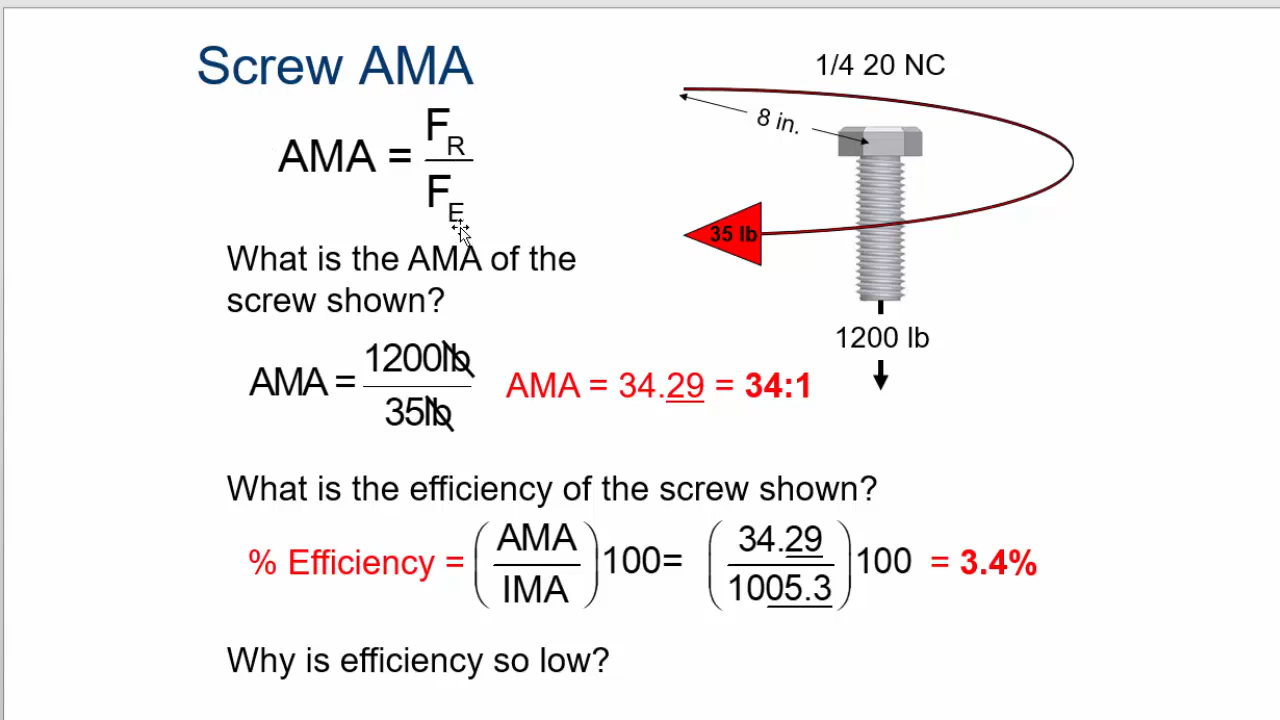 Screw AMA
1/4 20 NC
8 in.
AMA = F_R / F_E
35 lb
What is the AMA of the
screw shown?
1200 lb
AMA = 1200lb / 35lb
AMA = 34.29 = 34:1
What is the efficiency of the screw shown?
% Efficiency = (AMA / IMA) 100= (34.29 / 1005.3) 100 = 3.4%
Why is efficiency so low?